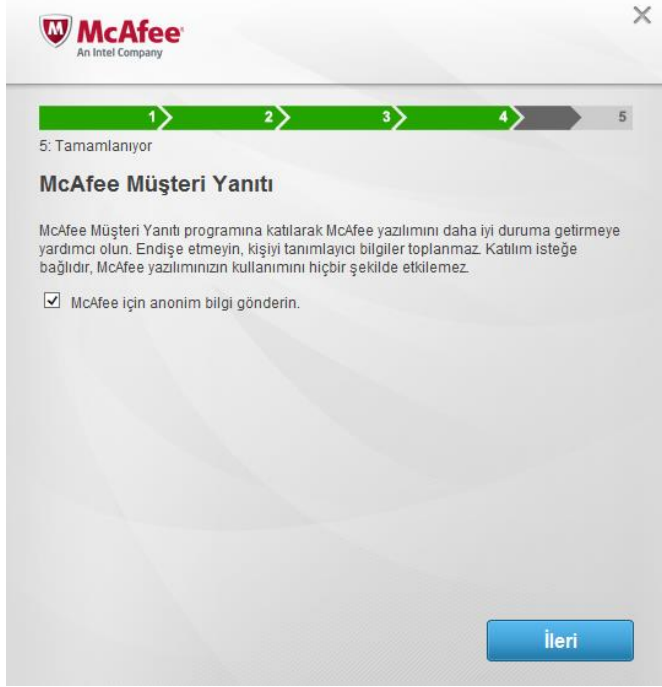 McAfee
An Intel Company
1 2 3 4 5
5: Tamamlanıyor
McAfee Müşteri Yanıtı
McAfee Müşteri Yanıtı programına katılarak McAfee yazılımını daha iyi duruma getirmeye
yardımcı olun. Endişe etmeyin, kişiyi tanımlayıcı bilgiler toplanmaz. Katılım isteğe
bağlıdır, McAfee yazılımınızın kullanımını hiçbir şekilde etkilemez.
McAfee için anonim bilgi gönderin.
İleri